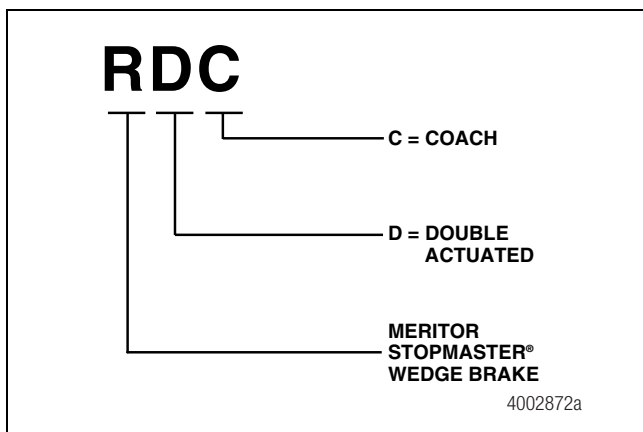 RDC
C = COACH
D = DOUBLE
ACTUATED
MERITOR
STOPMASTER®
WEDGE BRAKE
4002872a